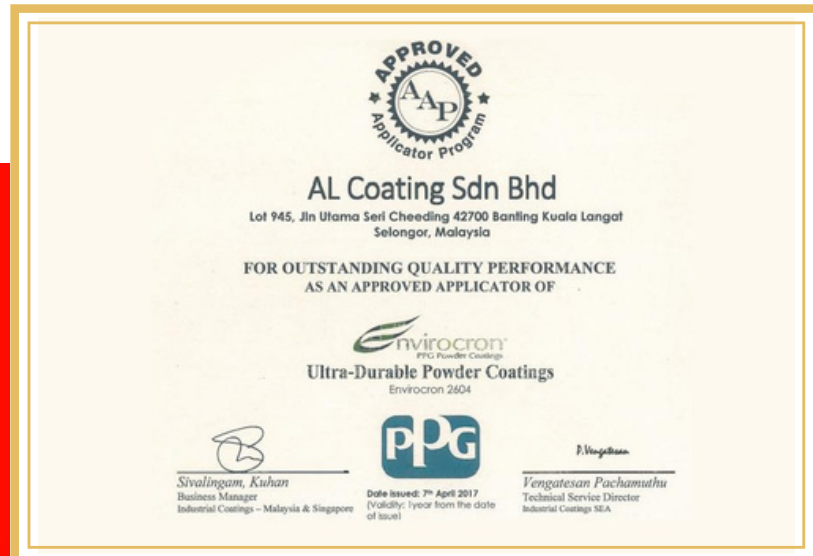 APPROVED
AAP
Applicator Program
AL Coating Sdn Bhd
Lot 945, Jln Utama Seri Cheeding 42700 Banting Kuala Langat
Selongor, Malaysia
FOR OUTSTANDING QUALITY PERFORMANCE
AS AN APPROVED APPLICATOR OF
Envirocron
PPG Powder Coatings
Ultra-Durable Powder Coatings
Envirocron 2604
PPG
P.Vengatesan
Sivalingam, Kuhan
Business Manager
Industrial Coatings – Malaysia & Singapore
Date Issued: 7th April 2017
(Validity: 1year from the date
of issue)
Vengatesan Pachamuthu
Technical Service Director
Industrial Coatings SEA